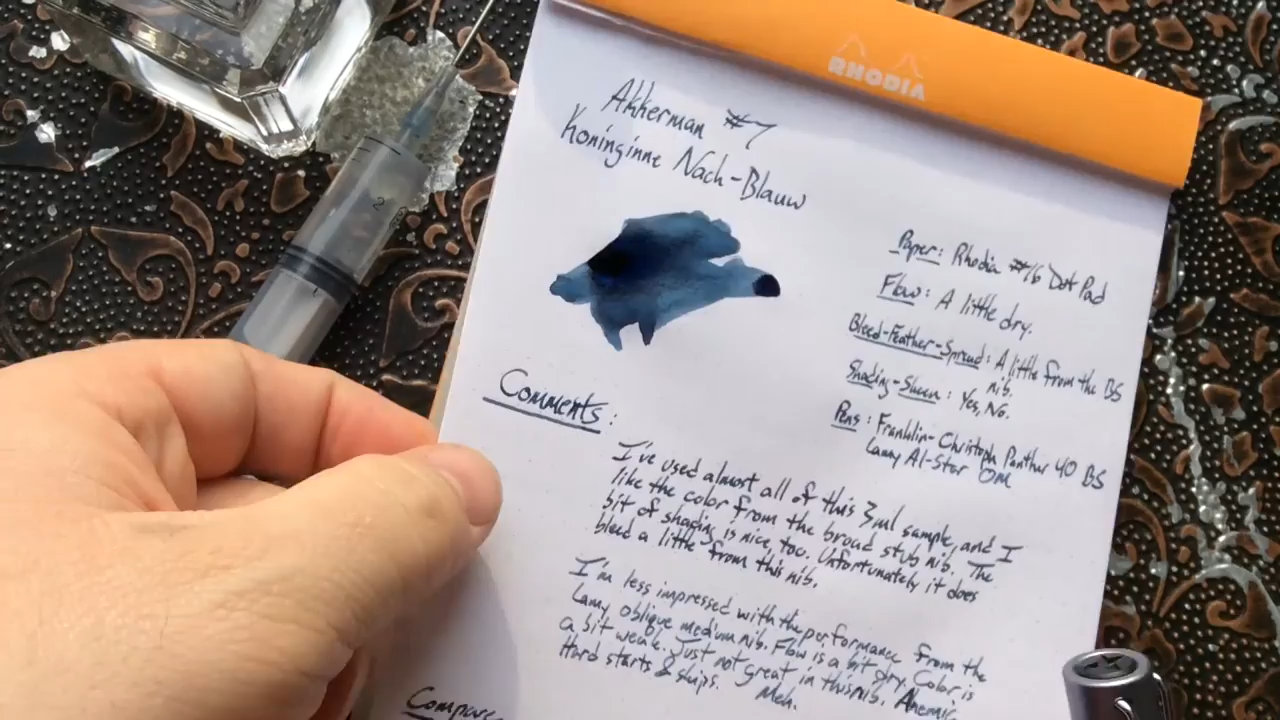 RHODIA
Akkerman #7
Koninginne Nach-Blauw
Paper: Rhodia #16 Dot Pad
Flow: A little dry.
Bleed-Feather-Spread: A little from the BS
nib.
Shading-Sheen: Yes, No.
Pens: Franklin-Christoph Panther 40 BS
Lamy Al-Star OM
2
1
Comments:
I've used almost all of this 3ml sample, and I
like the color from the broad stub nib. The
bit of shading is nice, too. Unfortunately it does
bleed a little from this nib.
I'm less impressed with the performance from the
Lamy oblique medium nib. Flow is a bit dry. Color is
a bit weak. Just not great in this nib. Anemic.
Hard starts & skips. Meh.